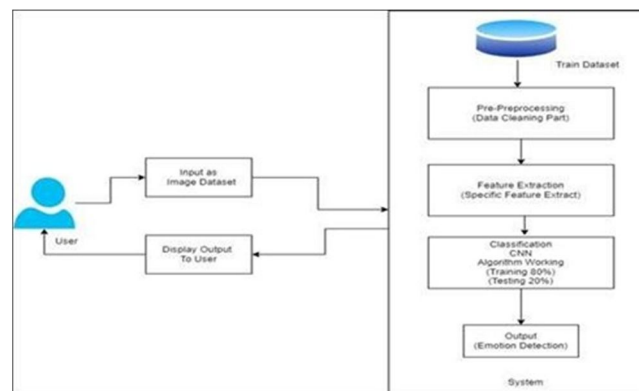 Train Dataset
Pre-Preprocessing
(Data Cleaning Part)
Input as
Image Dataset
Feature Extraction
(Specific Feature Extract)
User
Display Output
To User
Classification
CNN
Algorithm Working
(Training 80%)
(Testing 20%)
Output
(Emotion Detection)
System